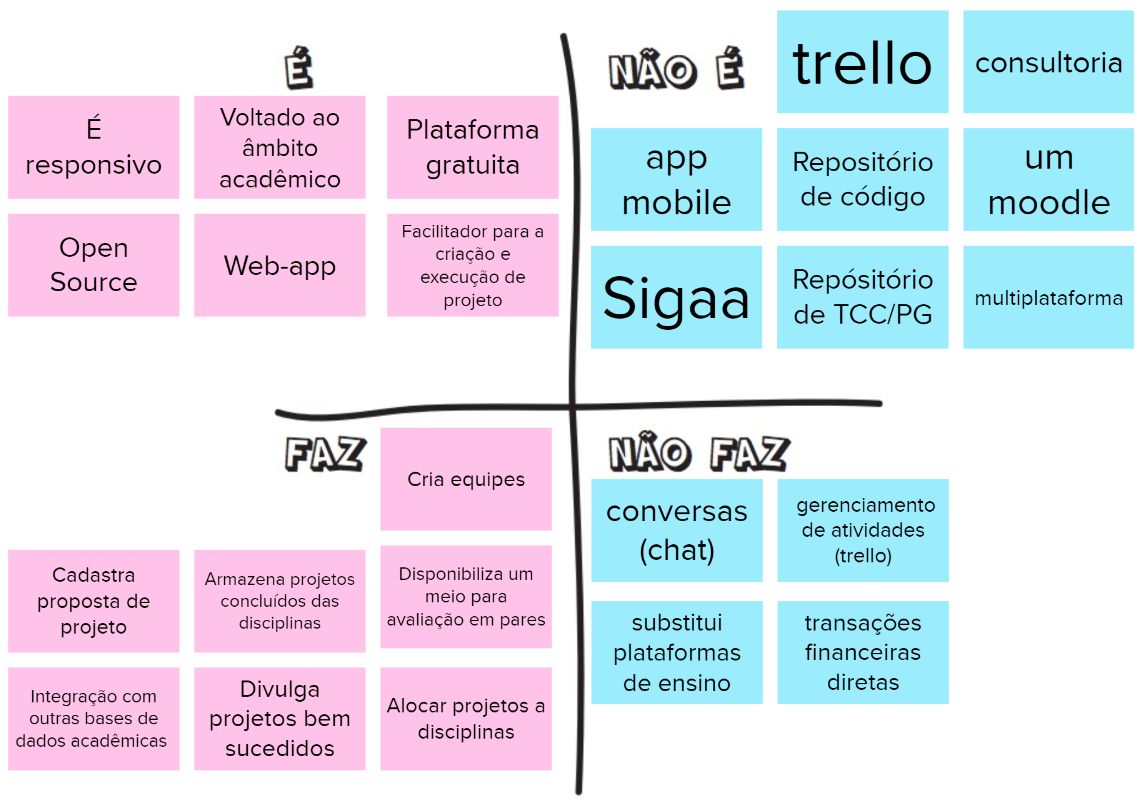 É
É
responsivo
Voltado ao
âmbito
acadêmico
Plataforma
gratuita
Open
Source
Web-app
Facilitador para a
criação e
execução de
projeto
NÃO É
trello
consultoria
app
mobile
Repositório
de código
um
moodle
Sigaa
Repósitório
de TCC/PG
multiplataforma
FAZ
Cria equipes
Cadastra
proposta de
projeto
Armazena projetos
concluídos das
disciplinas
Disponibiliza um
meio para
avaliação em pares
Integração com
outras bases de
dados acadêmicas
Divulga
projetos bem
sucedidos
Alocar projetos a
disciplinas
NÃO FAZ
conversas
(chat)
gerenciamento
de atividades
(trello)
substitui
plataformas
de ensino
transações
financeiras
diretas